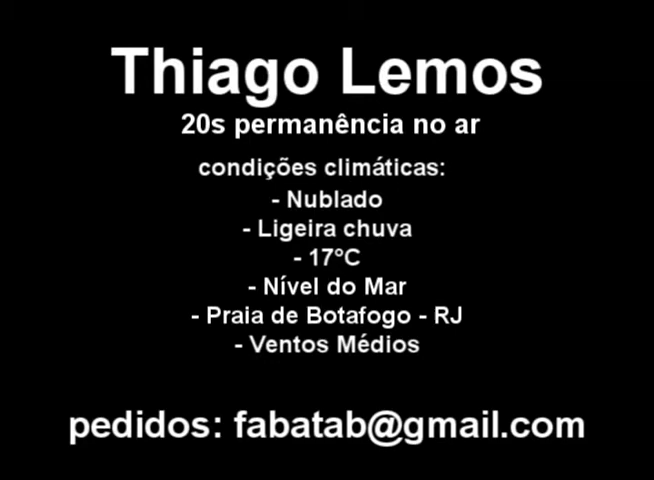 Thiago Lemos
20s permanência no ar
condições climáticas:
- Nublado
- Ligeira chuva
- 17°C
- Nível do Mar
- Praia de Botafogo - RJ
- Ventos Médios
pedidos: fabatab@gmail.com